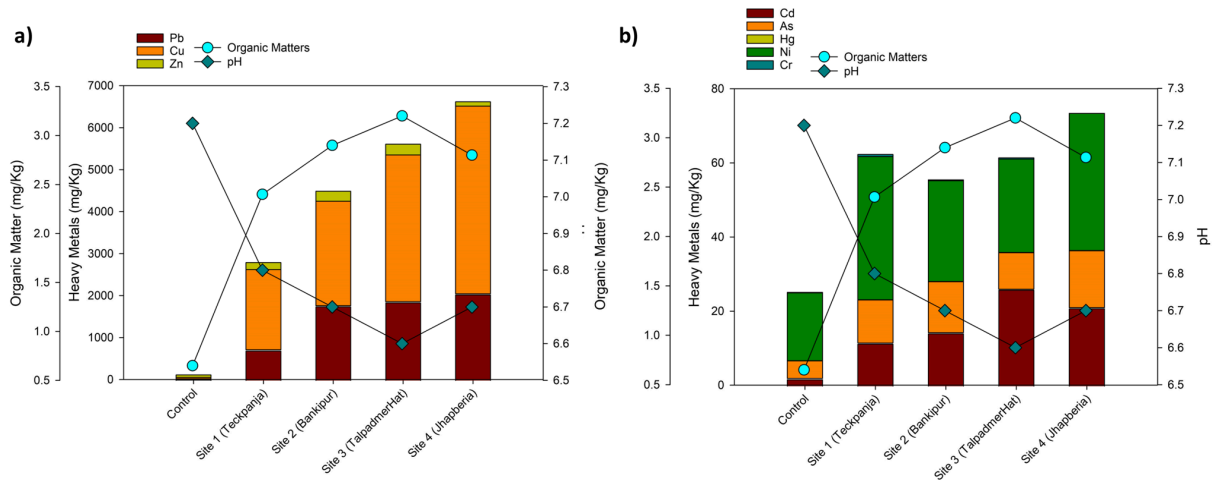 a)
Pb
Cu
Zn
Organic Matters
pH
Organic Matter (mg/Kg)
3.5
3.0
2.5
2.0
1.5
1.0
0.5
Heavy Metals (mg/Kg)
7000
6000
5000
4000
3000
2000
1000
0
7.3
7.2
7.1
7.0
6.9
6.8
6.7
6.6
6.5
Organic Matter (mg/Kg)
Control
Site 1 (Teckpanja)
Site 2 (Bankipur)
Site 3 (TalpadmerHat)
Site 4 (Jhapberia)
b)
Cd
As
Hg
Ni
Cr
Organic Matters
pH
3.5
3.0
2.5
2.0
1.5
1.0
0.5
Heavy Metals (mg/Kg)
80
60
40
20
0
7.3
7.2
7.1
7.0
6.9
6.8
6.7
6.6
6.5
pH
Control
Site 1 (Teckpanja)
Site 2 (Bankipur)
Site 3 (TalpadmerHat)
Site 4 (Jhapberia)